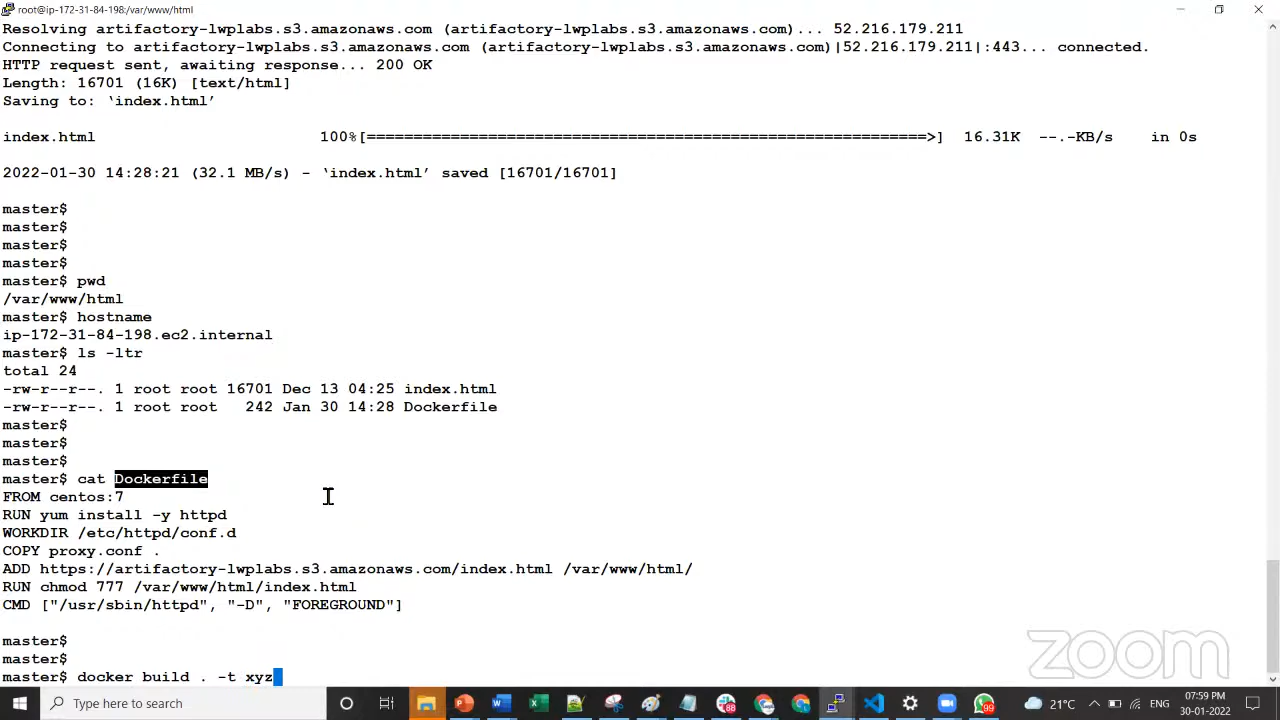 root@ip-172-31-84-198:/var/www/html
Resolving artifactory-lwplabs.s3.amazonaws.com (artifactory-lwplabs.s3.amazonaws.com)... 52.216.179.211
Connecting to artifactory-lwplabs.s3.amazonaws.com (artifactory-lwplabs.s3.amazonaws.com)|52.216.179.211|:443... connected.
HTTP request sent, awaiting response... 200 OK
Length: 16701 (16K) [text/html]
Saving to: ‘index.html’
index.html 100%[============================================================>] 16.31K --.-KB/s in 0s
2022-01-30 14:28:21 (32.1 MB/s) - ‘index.html’ saved [16701/16701]
master$
master$
master$
master$
master$ pwd
/var/www/html
master$ hostname
ip-172-31-84-198.ec2.internal
master$ ls -ltr
total 24
-rw-r--r--. 1 root root 16701 Dec 13 04:25 index.html
-rw-r--r--. 1 root root 242 Jan 30 14:28 Dockerfile
master$
master$
master$
master$ cat Dockerfile
FROM centos:7
RUN yum install -y httpd
WORKDIR /etc/httpd/conf.d
COPY proxy.conf .
ADD https://artifactory-lwplabs.s3.amazonaws.com/index.html /var/www/html/
RUN chmod 777 /var/www/html/index.html
CMD ["/usr/sbin/httpd", "-D", "FOREGROUND"]
master$
master$
master$ docker build . -t xyz
zoom
Type here to search
88
99
21°C
ENG
07:59 PM
30-01-2022